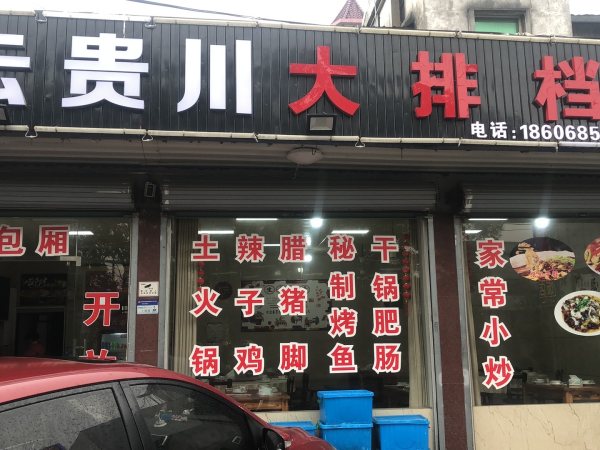 云贵川大排档
电话:1860685
包厢
开
土火锅
辣子鸡
腊猪脚
秘制烤鱼
干锅肥肠
家常小炒